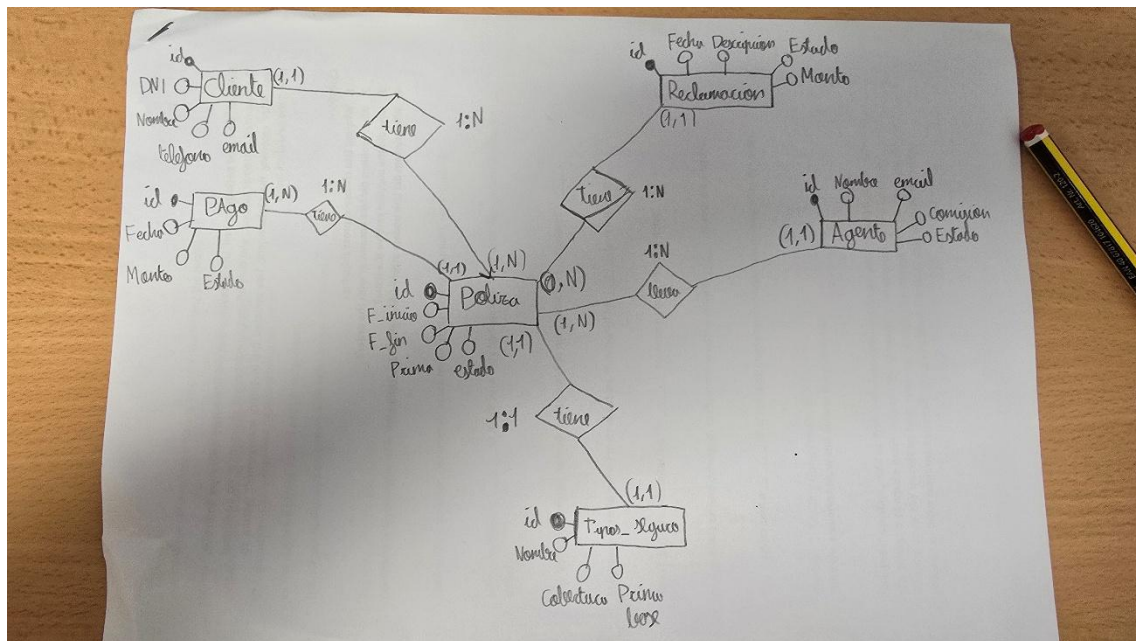 id
DNI
Nombre
telefono
email
Cliente
(1,1)
tiene
1:N
id
Fecha
Descripcion
Estado
Monto
Reclamacion
(1,1)
tiene
1:N
id
Fecha
Monto
Estado
PAgo
(1,N)
1:N
tiene
(1,1)
id
Nombre
email
Comision
Estado
Agente
(1,1)
1:N
lleva
(1,N)
(1,N)
(0,N)
id
F_inicio
F_fin
Prima
estado
Poliza
(1,1)
1:1
tiene
(1,1)
id
Nombre
Cobertura
Prima
base
Tipos_seguro